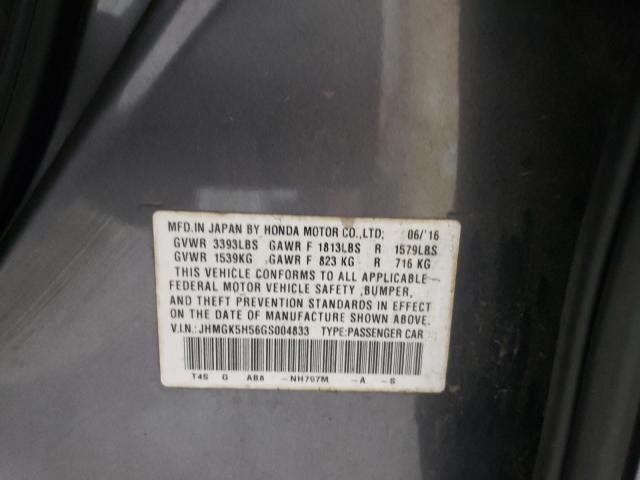 MFD.IN JAPAN BY HONDA MOTOR CO.,LTD; 06/'16
GVWR 3393LBS GAWR F 1813LBS R 1579LBS
GVWR 1539KG GAWR F 823 KG R 716 KG
THIS VEHICLE CONFORMS TO ALL APPLICABLE
FEDERAL MOTOR VEHICLE SAFETY ,BUMPER,
AND THEFT PREVENTION STANDARDS IN EFFECT
ON THE DATE OF MANUFACTURE SHOWN ABOVE.
V.I.N.: JHMGK5H56GS004833 TYPE:PASSENGER CAR
T4S G AB8 -NH797M -A -S